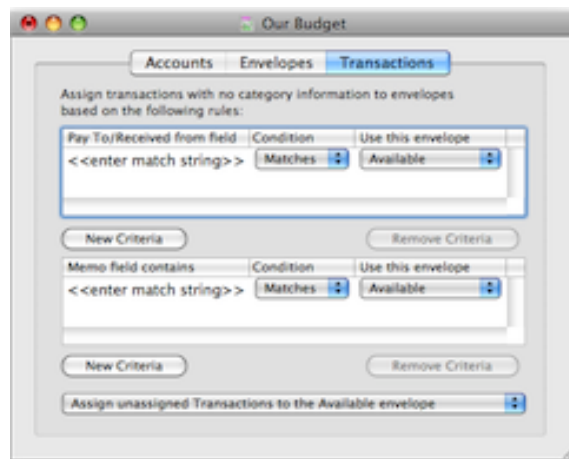 Our Budget
Accounts Envelopes Transactions
Assign transactions with no category information to envelopes
based on the following rules:
Pay To/Received from field Condition Use this envelope
<<enter match string>> Matches Available
New Criteria Remove Criteria
Memo field contains Condition Use this envelope
<<enter match string>> Matches Available
New Criteria Remove Criteria
Assign unassigned Transactions to the Available envelope